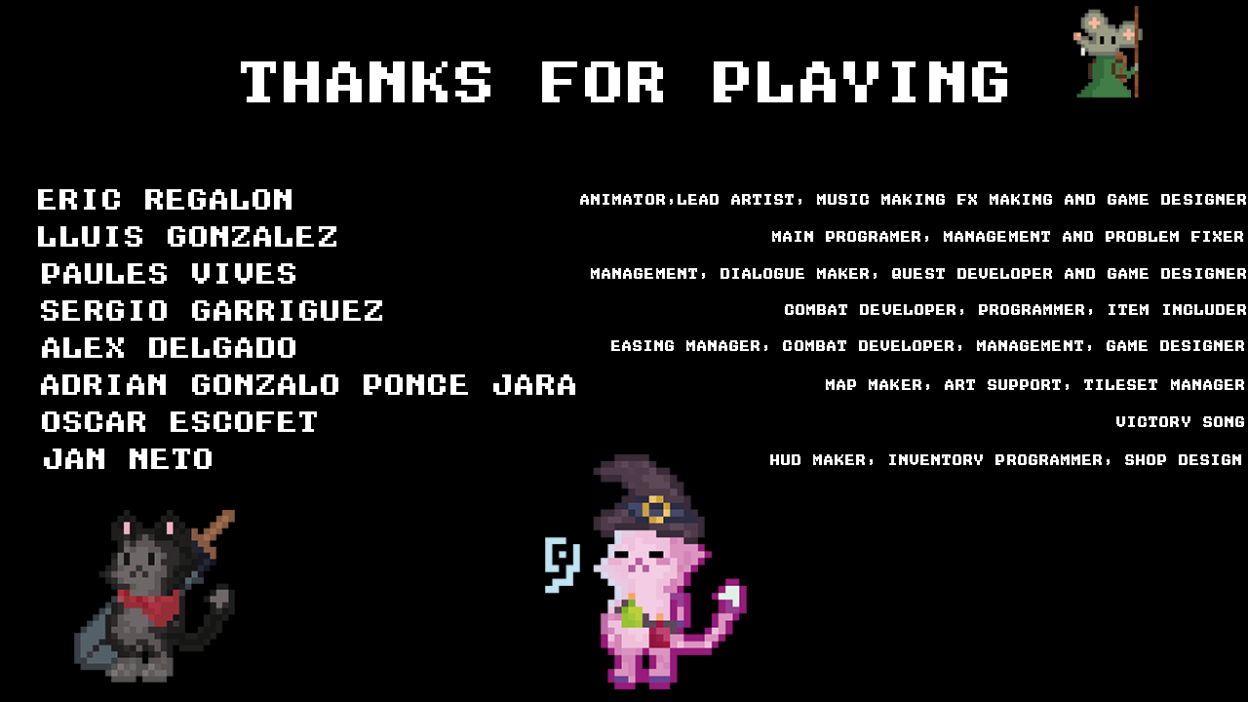 THANKS FOR PLAYING
ERIC REGALON ANIMATOR,LEAD ARTIST, MUSIC MAKING FX MAKING AND GAME DESIGNER
LLUIS GONZALEZ MAIN PROGRAMER, MANAGEMENT AND PROBLEM FIXER
PAULES VIVES MANAGEMENT, DIALOGUE MAKER, QUEST DEVELOPER AND GAME DESIGNER
SERGIO GARRIGUEZ COMBAT DEVELOPER, PROGRAMMER, ITEM INCLUDER
ALEX DELGADO EASING MANAGER, COMBAT DEVELOPER, MANAGEMENT, GAME DESIGNER
ADRIAN GONZALO PONCE JARA MAP MAKER, ART SUPPORT, TILESET MANAGER
OSCAR ESCOFET VICTORY SONG
JAN NETO HUD MAKER, INVENTORY PROGRAMMER, SHOP DESIGN